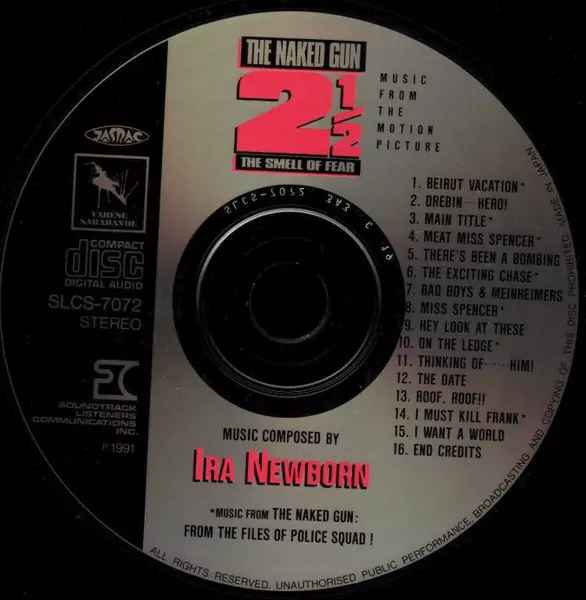 THE NAKED GUN
2 1/2
THE SMELL OF FEAR
MUSIC
FROM
THE
MOTION
PICTURE
JASRAC
VARESE
SARABANDE
COMPACT
disc
DIGITAL AUDIO
SLCS-7072
STEREO
SOUNDTRACK
LISTENERS
COMMUNICATIONS
INC.
P 1991
SLCS-7072
1. BEIRUT VACATION*
2. DREBIN—HERO!
3. MAIN TITLE*
4. MEAT MISS SPENCER*
5. THERE'S BEEN A BOMBING
6. THE EXCITING CHASE*
7. BAD BOYS & MEINHEIMERS
8. MISS SPENCER*
9. HEY LOOK AT THESE
10. ON THE LEDGE*
11. THINKING OF······HIM!
12. THE DATE
13. ROOF, ROOF!!
14. I MUST KILL FRANK*
15. I WANT A WORLD
16. END CREDITS
MUSIC COMPOSED BY
IRA NEWBORN
*MUSIC FROM THE NAKED GUN:
FROM THE FILES OF POLICE SQUAD !
ALL RIGHTS RESERVED. UNAUTHORISED PUBLIC PERFORMANCE, BROADCASTING AND COPYING OF THIS DISC PROHIBITED. MADE IN JAPAN.